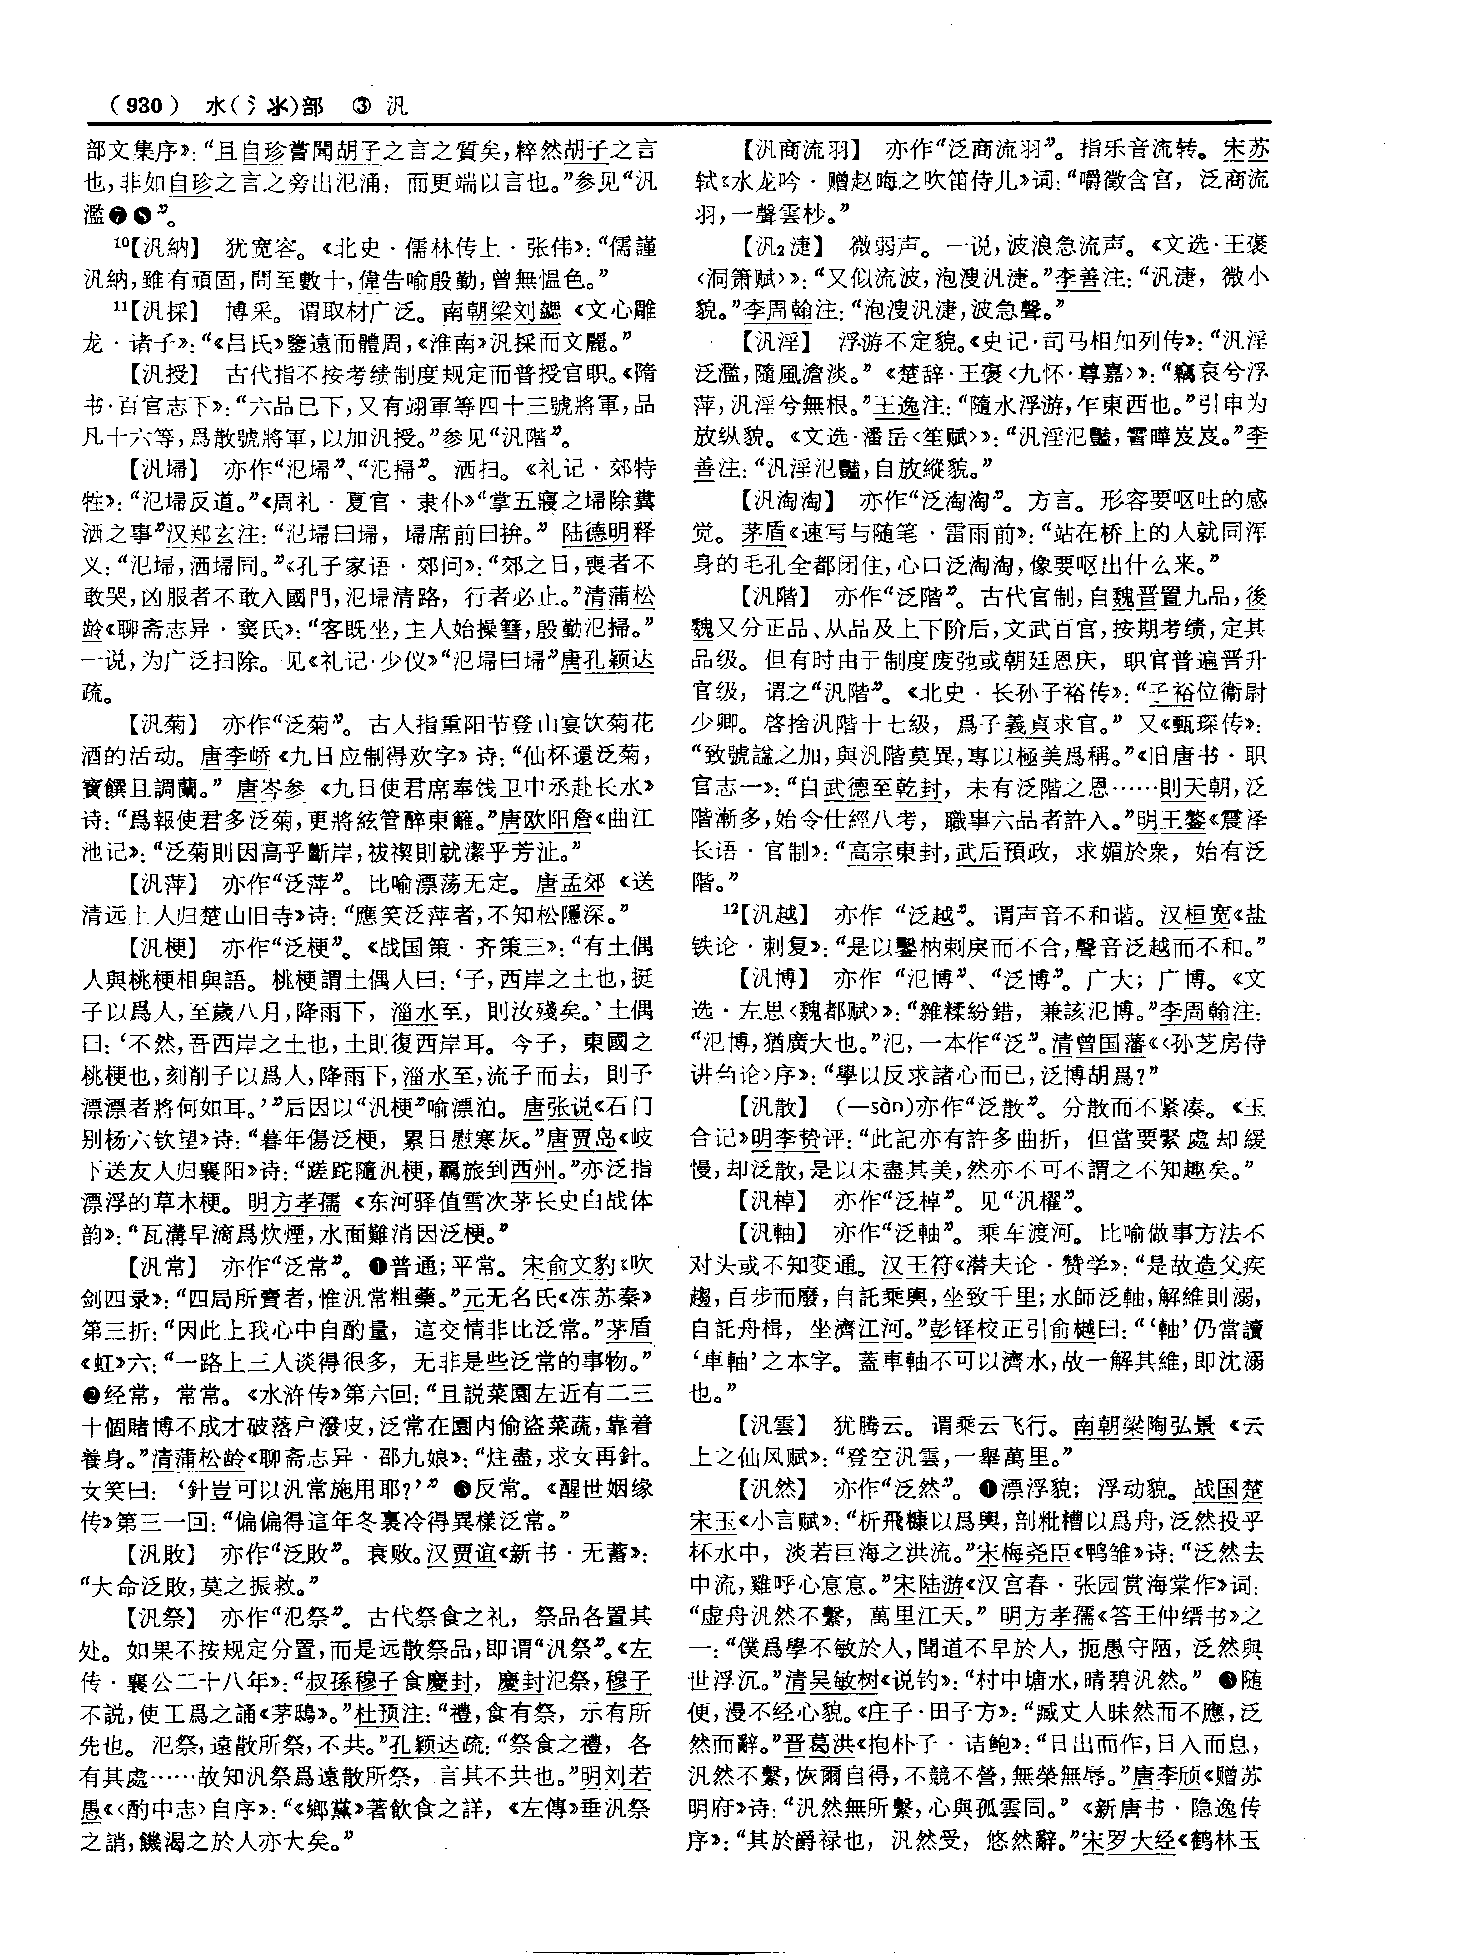 （930） 水(氵氺)部 ③ 汎
部文集序》：“且自珍嘗聞胡子之言之質矣，粹然胡子之言
也，非如自珍之言之旁出氾涌；而更端以言也。”参见“汎
濫❼❽”。
¹⁰【汎納】 犹宽容。《北史·儒林传上·张伟》：“儒謹
汎納，雖有頑固，問至數十，偉告喻殷勤，曾無愠色。”
¹¹【汎採】 博采。谓取材广泛。南朝梁刘勰《文心雕
龙·诸子》：“《吕氏》鑒遠而體周，《淮南》汎採而文麗。”
【汎授】 古代指不按考绩制度规定而普授官职。《隋
书·百官志下》：“六品已下，又有翊軍等四十三號將軍，品
凡十六等，爲散號將軍，以加汎授。”参见“汎階”。
【汎埽】 亦作“氾埽”、“氾掃”。洒扫。《礼记·郊特
牲》：“氾埽反道。”《周礼·夏官·隶仆》“掌五寢之埽除糞
洒之事”汉郑玄注：“氾埽曰埽，埽席前曰拚。”陆德明释
义：“氾埽，洒埽同。”《孔子家语·郊问》：“郊之日，喪者不
敢哭，凶服者不敢入國門，氾埽清路，行者必止。”清蒲松
龄《聊斋志异·窦氏》：“客既坐，主人始操篲，殷勤氾掃。”
一说，为广泛扫除。见《礼记·少仪》“氾埽曰埽”唐孔颖达
疏。
【汎菊】 亦作“泛菊”。古人指重阳节登山宴饮菊花
酒的活动。唐李峤《九日应制得欢字》诗：“仙杯還泛菊，
寳饌且調蘭。”唐岑参《九日使君席奉饯卫中丞赴长水》
诗：“爲報使君多泛菊，更將絃管醉東籬。”唐欧阳詹《曲江
池记》：“泛菊則因高乎斷岸，祓禊則就潔乎芳沚。”
【汎萍】 亦作“泛萍”。比喻漂荡无定。唐孟郊《送
清远上人归楚山旧寺》诗：“應笑泛萍者，不知松隱深。”
【汎梗】 亦作“泛梗”。《战国策·齐策三》：“有土偶
人與桃梗相與語。桃梗謂土偶人曰：‘子，西岸之土也，挺
子以爲人，至歲八月，降雨下，淄水至，則汝殘矣。’土偶
曰：‘不然，吾西岸之土也，土則復西岸耳。今子，東國之
桃梗也，刻削子以爲人，降雨下，淄水至，流子而去，則子
漂漂者將何如耳。’”后因以“汎梗”喻漂泊。唐张说《石门
别杨六钦望》诗：“暮年傷泛梗，累日慰寒灰。”唐贾岛《岐
下送友人归襄阳》诗：“蹉跎隨汎梗，羈旅到西州。”亦泛指
漂浮的草木梗。明方孝孺《东河驿值雪次茅长史白战体
韵》：“瓦溝早滴爲炊煙，水面難消因泛梗。”
【汎常】 亦作“泛常”。❶普通；平常。宋俞文豹《吹
剑四录》：“四局所賣者，惟汎常粗藥。”元无名氏《冻苏秦》
第三折：“因此上我心中自酌量，這交情非比泛常。”茅盾
《虹》六：“一路上三人谈得很多，无非是些泛常的事物。”
❷经常，常常。《水浒传》第六回：“且説菜園左近有二三
十個賭博不成才破落户潑皮，泛常在園内偷盗菜蔬，靠着
養身。”清蒲松龄《聊斋志异·邵九娘》：“炷盡，求女再針。
女笑曰：‘針豈可以汎常施用耶？’” ❸反常。《醒世姻缘
传》第三一回：“偏偏得這年冬裏冷得異樣泛常。”
【汎敗】 亦作“泛敗”。衰败。汉贾谊《新书·无蓄》：
“大命泛敗，莫之振救。”
【汎祭】 亦作“氾祭”。古代祭食之礼，祭品各置其
处。如果不按规定分置，而是远散祭品，即谓“汎祭”。《左
传·襄公二十八年》：“叔孫穆子食慶封，慶封氾祭，穆子
不説，使工爲之誦《茅鴟》。”杜预注：“禮，食有祭，示有所
先也。氾祭，遠散所祭，不共。”孔颖达疏：“祭食之禮，各
有其處……故知汎祭爲遠散所祭，言其不共也。”明刘若
愚《〈酌中志〉自序》：“《鄉黨》著飲食之詳，《左傳》垂汎祭
之誚，饑渴之於人亦大矣。”
【汎商流羽】 亦作“泛商流羽”。指乐音流转。宋苏
轼《水龙吟·赠赵晦之吹笛侍儿》词：“嚼徵含宫，泛商流
羽，一聲雲杪。”
【汎₂淁】 微弱声。一说，波浪急流声。《文选·王褒
〈洞箫赋〉》：“又似流波，泡溲汎淁。”李善注：“汎淁，微小
貌。”李周翰注：“泡溲汎淁，波急聲。”
【汎淫】 浮游不定貌。《史记·司马相如列传》：“汎淫
泛濫，隨風澹淡。”《楚辞·王褒〈九怀·尊嘉〉》：“竊哀兮浮
萍，汎淫兮無根。”王逸注：“隨水浮游，乍東西也。”引申为
放纵貌。《文选·潘岳〈笙赋〉》：“汎淫氾豔，霅曄岌岌。”李
善注：“汎淫氾豔，自放縱貌。”
【汎淘淘】 亦作“泛淘淘”。方言。形容要呕吐的感
觉。茅盾《速写与随笔·雷雨前》：“站在桥上的人就同浑
身的毛孔全都闭住，心口泛淘淘，像要呕出什么来。”
【汎階】 亦作“泛階”。古代官制，自魏晋置九品，後
魏又分正品、从品及上下阶后，文武百官，按期考绩，定其
品级。但有时由于制度废弛或朝廷恩庆，职官普遍晋升
官级，谓之“汎階”。《北史·长孙子裕传》：“子裕位衛尉
少卿。啓捨汎階十七級，爲子義貞求官。”又《甄琛传》：
“致號謚之加，與汎階莫異，專以極美爲稱。”《旧唐书·职
官志一》：“自武德至乾封，未有泛階之恩……則天朝，泛
階漸多，始令仕經八考，職事六品者許入。”明王鏊《震泽
长语·官制》：“高宗東封，武后預政，求媚於衆，始有泛
階。”
¹²【汎越】 亦作“泛越”。谓声音不和谐。汉桓宽《盐
铁论·刺复》：“是以鑿枘剌戾而不合，聲音泛越而不和。”
【汎博】 亦作“氾博”、“泛博”。广大；广博。《文
选·左思〈魏都赋〉》：“雜糅紛錯，兼該氾博。”李周翰注：
“氾博，猶廣大也。”氾，一本作“泛”。清曾国藩《〈孙芝房侍
讲刍论〉序》：“學以反求諸心而已，泛博胡爲？”
【汎散】 （—sǎn）亦作“泛散”。分散而不紧凑。《玉
合记》明李贽评：“此記亦有許多曲折，但當要緊處却緩
慢，却泛散，是以未盡其美，然亦不可不謂之不知趣矣。”
【汎棹】 亦作“泛棹”。见“汎櫂”。
【汎軸】 亦作“泛軸”。乘车渡河。比喻做事方法不
对头或不知变通。汉王符《潜夫论·赞学》：“是故造父疾
趨，百步而廢，自託乘輿，坐致千里；水師泛軸，解維則溺，
自託舟楫，坐濟江河。”彭铎校正引俞樾曰：“‘軸’仍當讀
‘車軸’之本字。蓋車軸不可以濟水，故一解其維，即沈溺
也。”
【汎雲】 犹腾云。谓乘云飞行。南朝梁陶弘景《云
上之仙风赋》：“登空汎雲，一舉萬里。”
【汎然】 亦作“泛然”。❶漂浮貌；浮动貌。战国楚
宋玉《小言赋》：“析飛糠以爲輿，剖粃糟以爲舟，泛然投乎
杯水中，淡若巨海之洪流。”宋梅尧臣《鸭雏》诗：“泛然去
中流，雞呼心悥悥。”宋陆游《汉宫春·张园赏海棠作》词：
“虚舟汎然不繫，萬里江天。”明方孝孺《答王仲缙书》之
一：“僕爲學不敏於人，聞道不早於人，扼愚守陋，泛然與
世浮沉。”清吴敏树《说钓》：“村中塘水，晴碧汎然。” ❷随
便，漫不经心貌。《庄子·田子方》：“臧丈人昧然而不應，泛
然而辭。”晋葛洪《抱朴子·诘鲍》：“日出而作，日入而息，
汎然不繫，恢爾自得，不競不營，無榮無辱。”唐李颀《赠苏
明府》诗：“汎然無所繫，心與孤雲同。”《新唐书·隐逸传
序》：“其於爵禄也，汎然受，悠然辭。”宋罗大经《鹤林玉